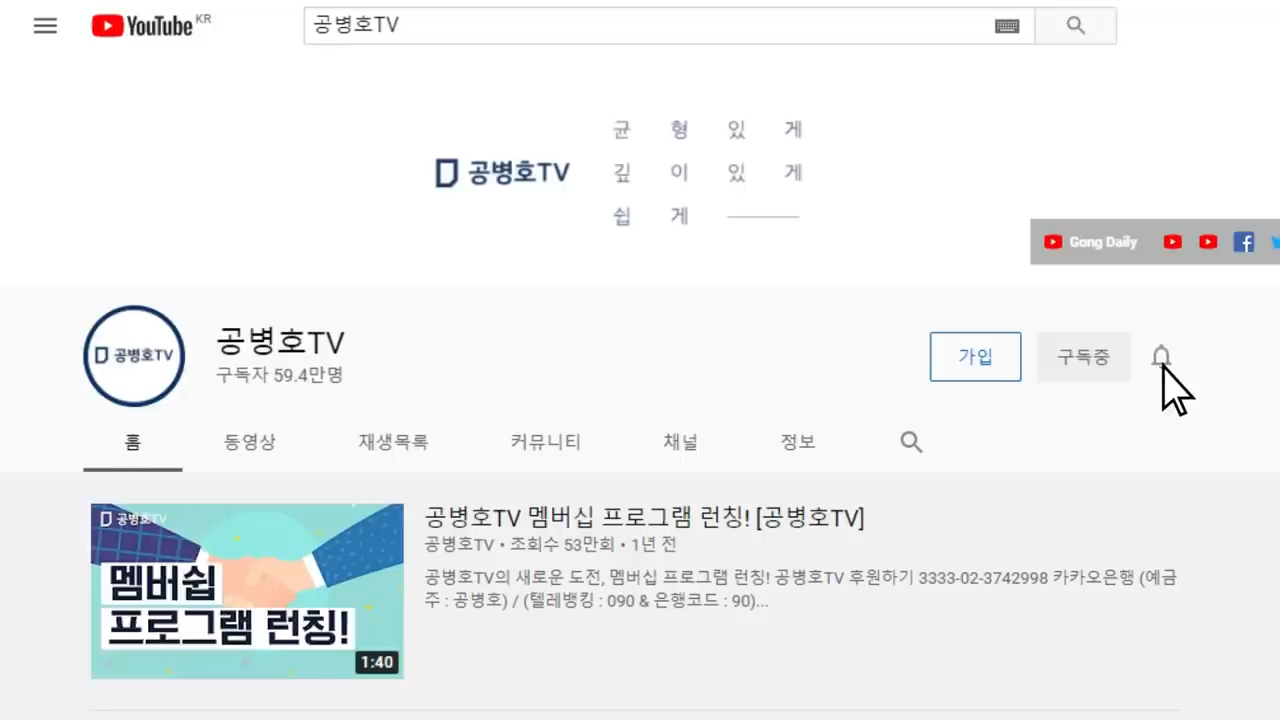 YouTube KR
공병호TV
균 형 있 게
공병호TV
깊 이 있 게
쉽 게
Gong Daily
공병호TV
공병호TV
구독자 59.4만명
가입
구독중
홈 동영상 재생목록 커뮤니티 채널 정보
공병호TV
멤버쉽
프로그램 런칭!
1:40
공병호TV 멤버십 프로그램 런칭! [공병호TV]
공병호TV • 조회수 53만회 • 1년 전
공병호TV의 새로운 도전, 멤버십 프로그램 런칭! 공병호TV 후원하기 3333-02-3742998 카카오은행 (예금
주 : 공병호) / (텔레뱅킹 : 090 & 은행코드 : 90)...